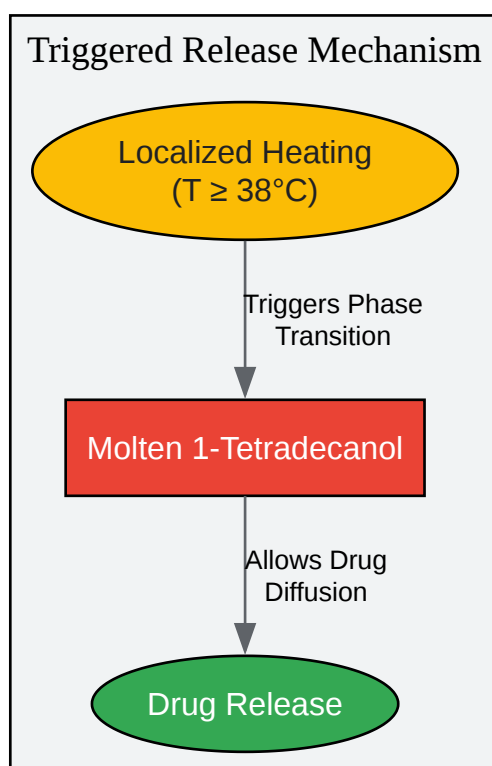 Triggered Release Mechanism
Localized Heating
(T ≥ 38°C)
Triggers Phase
Transition
Molten 1-Tetradecanol
Allows Drug
Diffusion
Drug Release